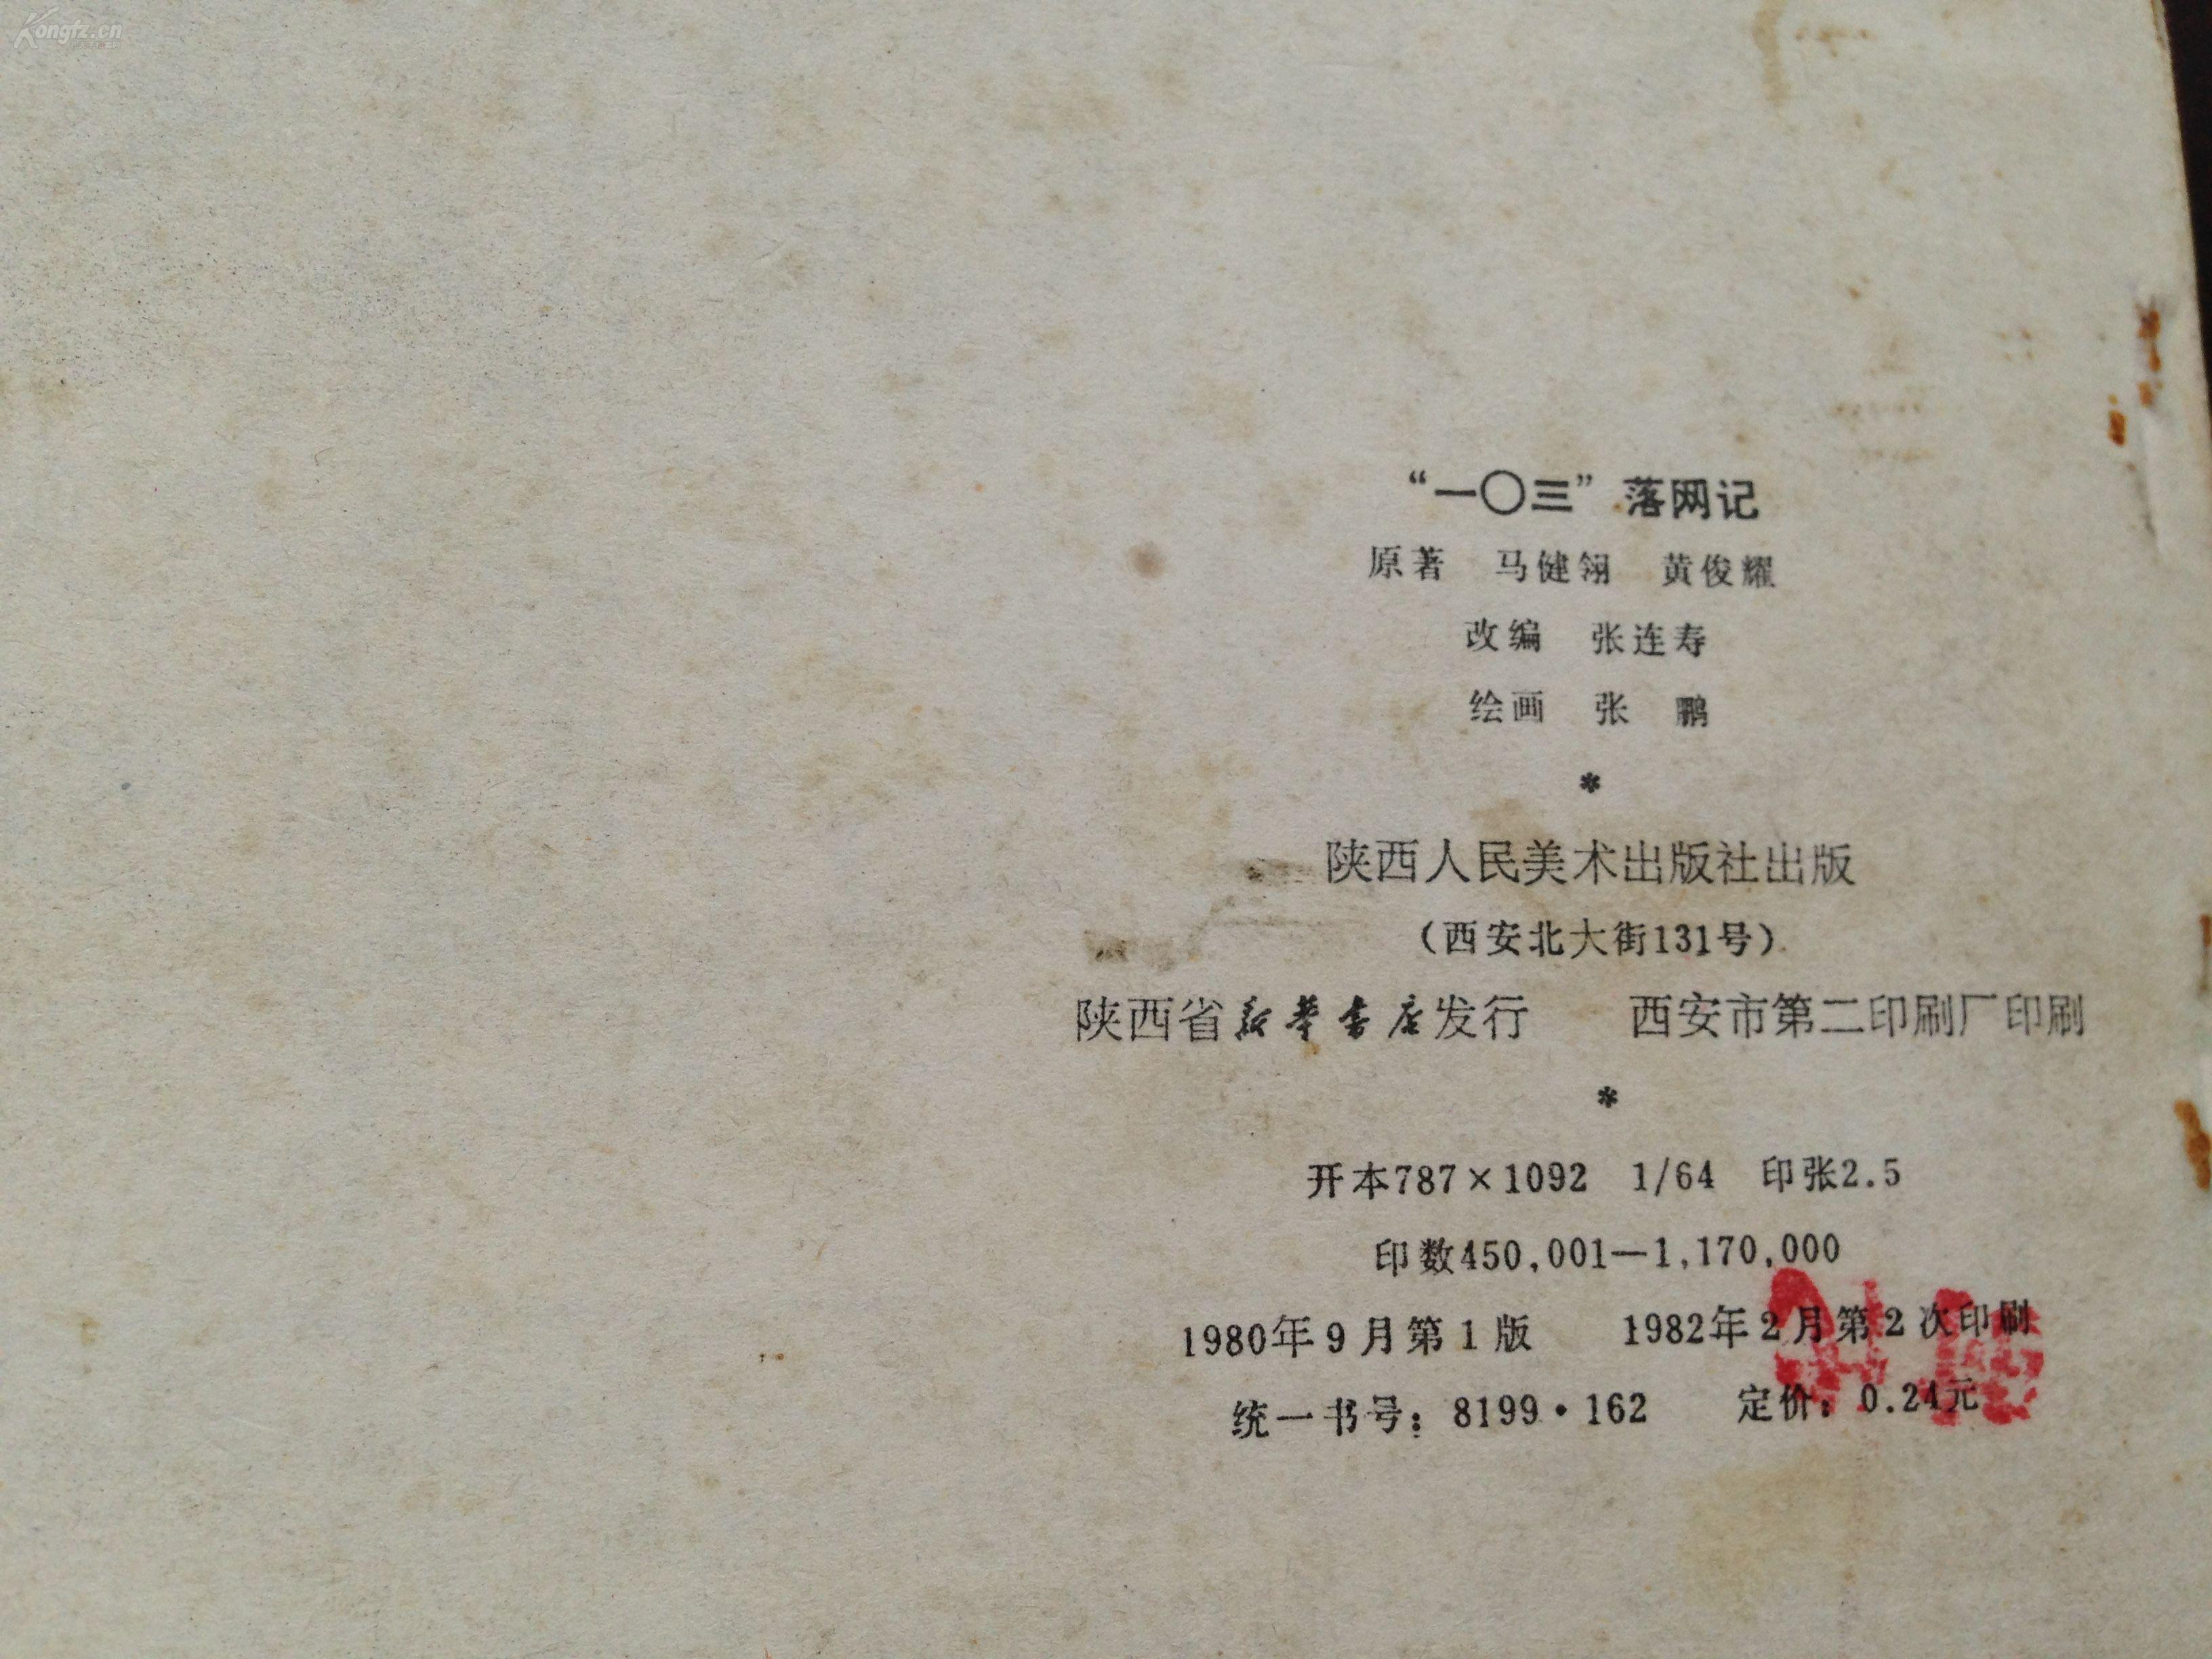 Kongfz.cn
“一〇三”落网记
原著 马健翎 黄俊耀
改编 张连寿
绘画 张 鹏
*
陕西人民美术出版社出版
（西安北大街131号）
陕西省新华书店发行 西安市第二印刷厂印刷
*
开本787×1092 1/64 印张2.5
印数450,001—1,170,000
1980年9月第1版 1982年2月第2次印刷
统一书号：8199·162 定价：0.24元